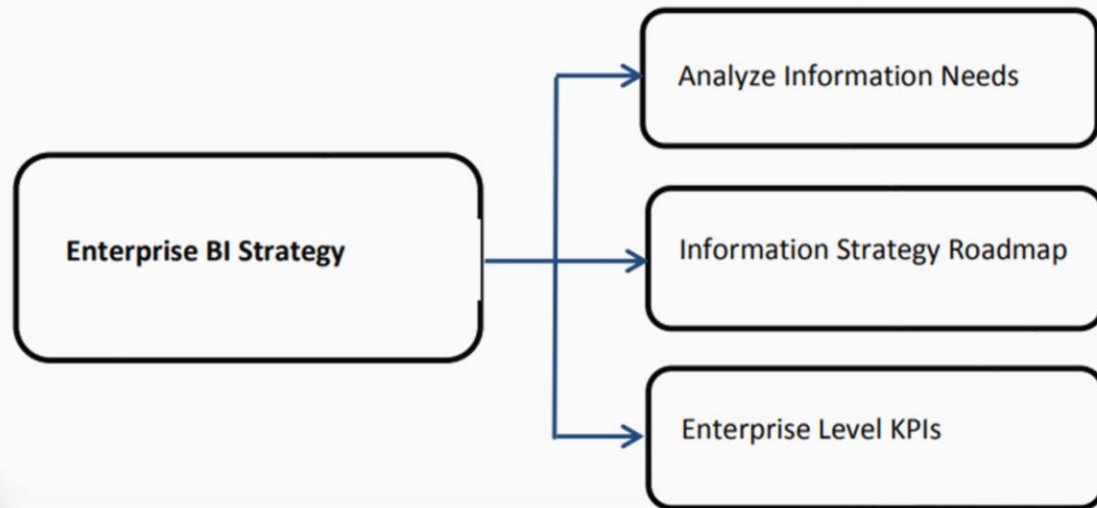 Enterprise BI Strategy
Analyze Information Needs
Information Strategy Roadmap
Enterprise Level KPIs